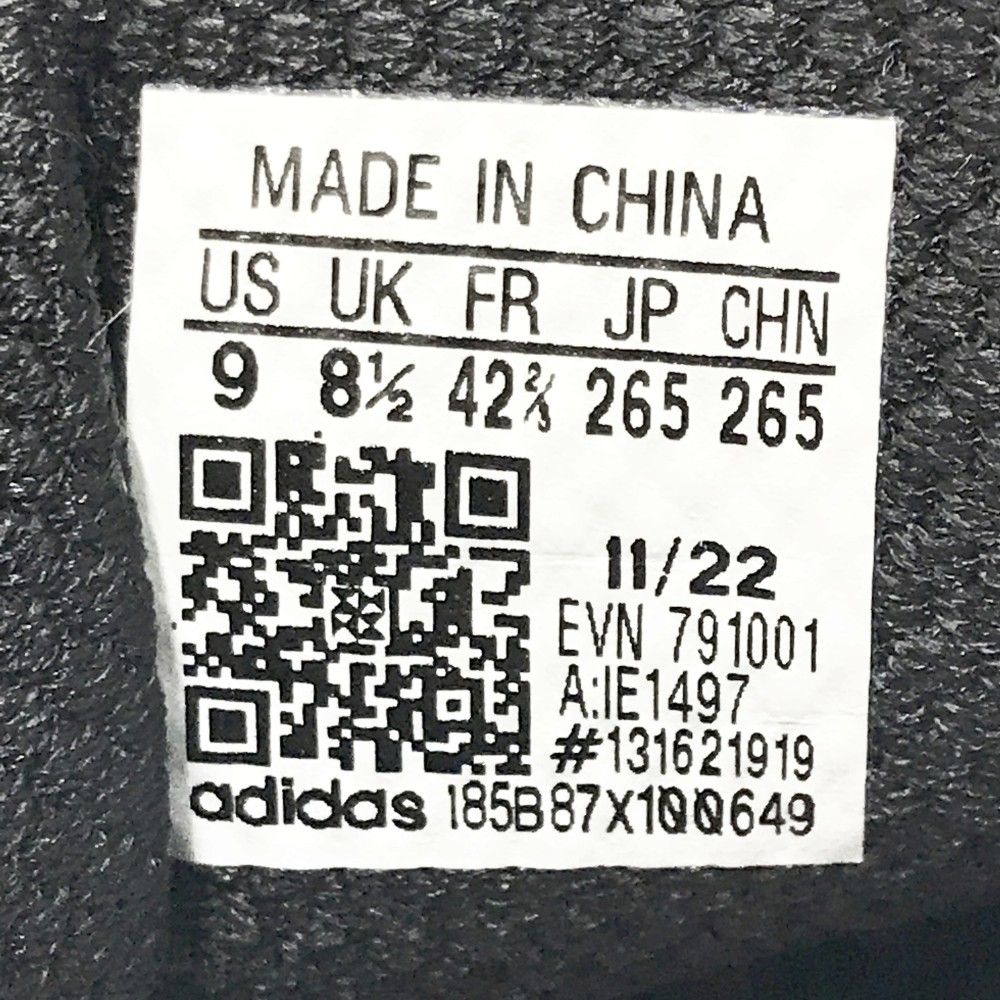 MADE IN CHINA
US UK FR JP CHN
9 8½ 42⅔ 265 265
11/22
EVN 791001
A:IE1497
#131621919
adidas 185B87X100649